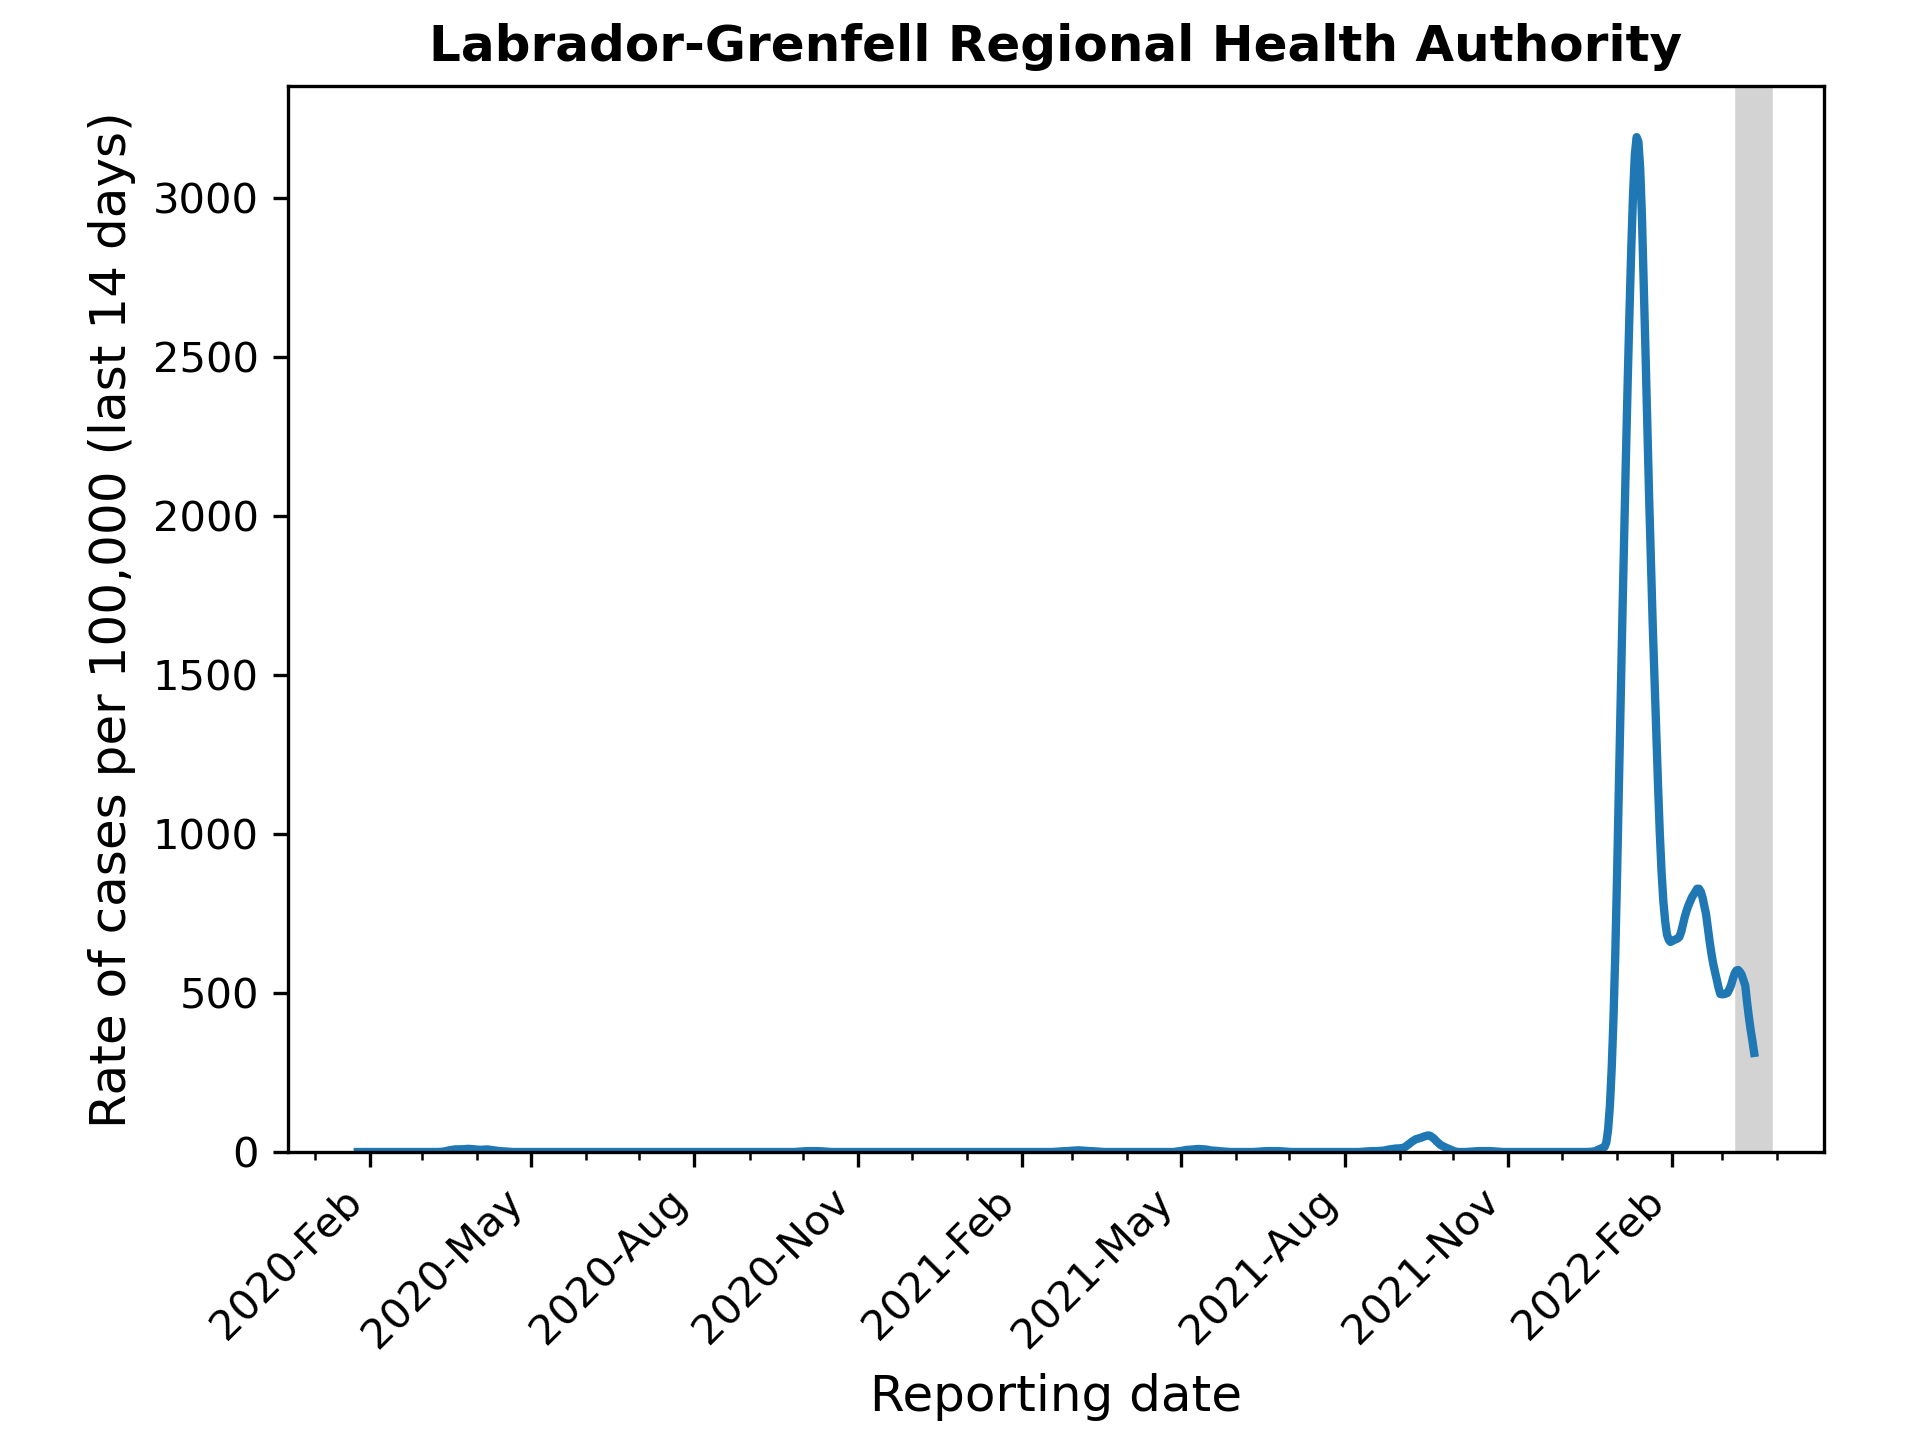 Labrador-Grenfell Regional Health Authority
Rate of cases per 100,000 (last 14 days)
3000
2500
2000
1500
1000
500
0
2020-Feb
2020-May
2020-Aug
2020-Nov
2021-Feb
2021-May
2021-Aug
2021-Nov
2022-Feb
Reporting date